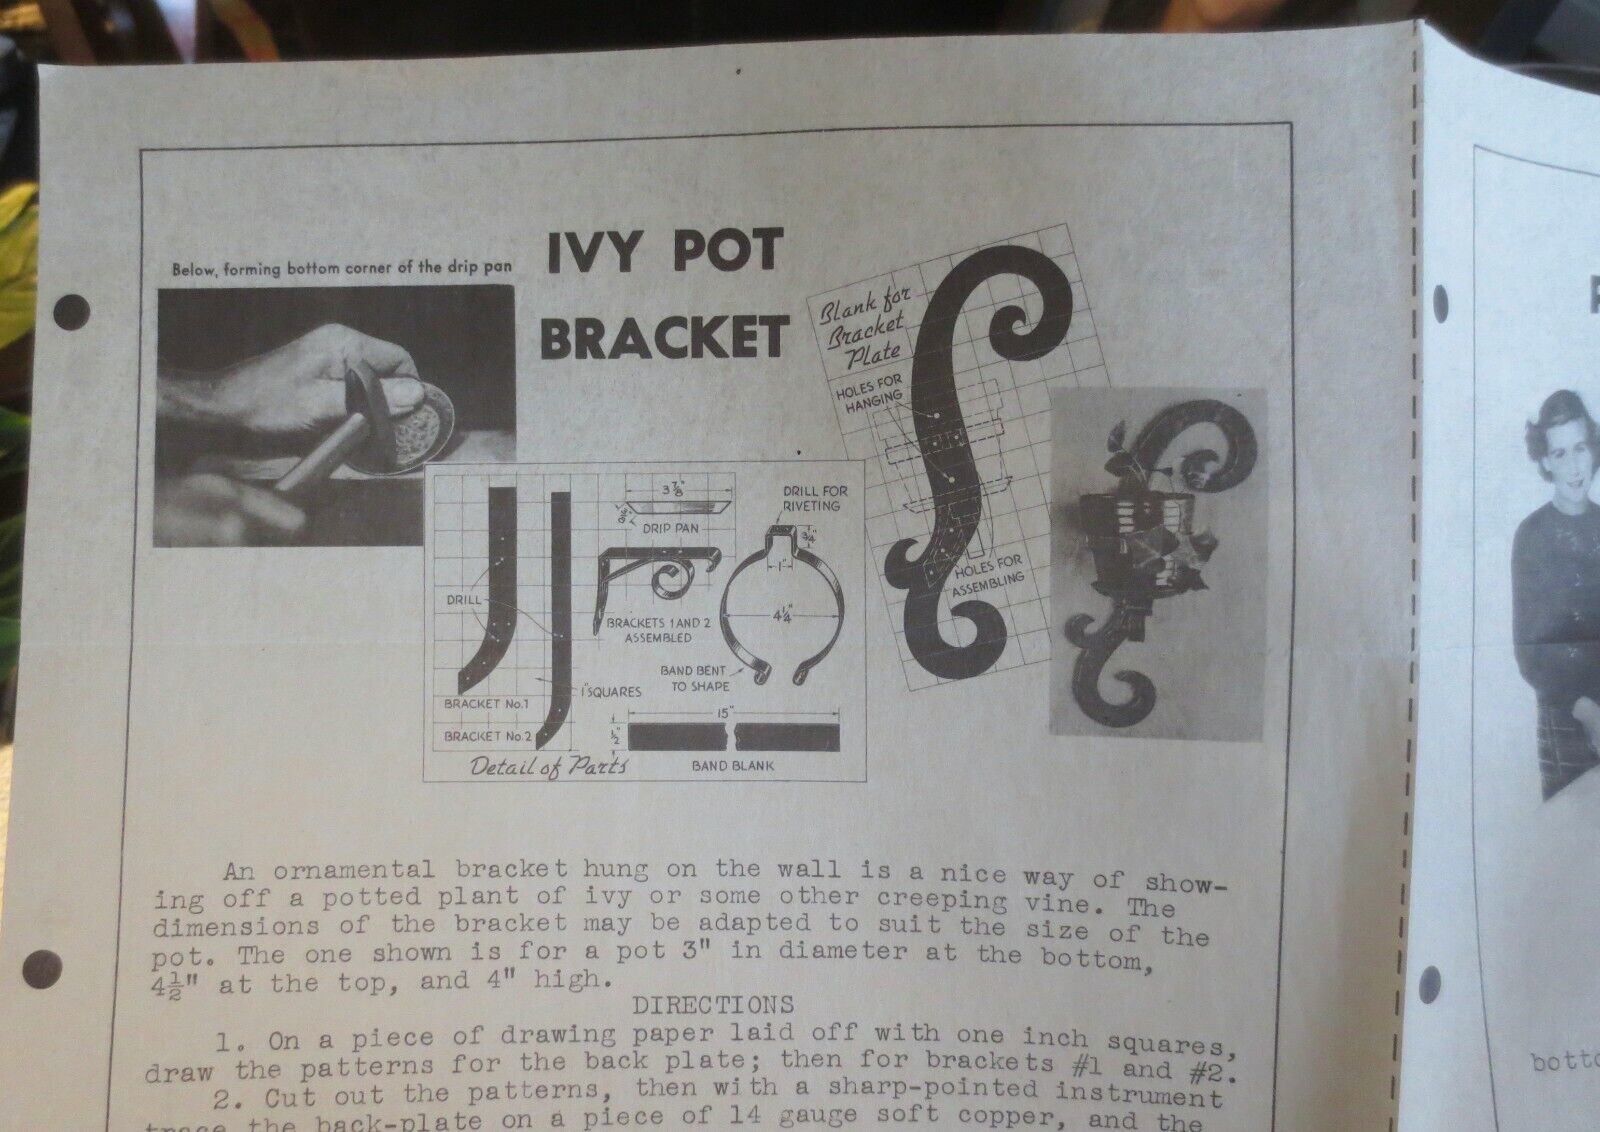 IVY POT
BRACKET
Below, forming bottom corner of the drip pan
Blank for
Bracket
Plate
HOLES FOR
HANGING
HOLES FOR
ASSEMBLING
3 7/8"
3/4"
DRIP PAN
DRILL FOR
RIVETING
3/4"
1"
4 1/4"
DRILL
BRACKETS 1 AND 2
ASSEMBLED
BAND BENT
TO SHAPE
1" SQUARES
BRACKET No.1
BRACKET No.2
15"
1/2"
Detail of Parts
BAND BLANK
An ornamental bracket hung on the wall is a nice way of show-
ing off a potted plant of ivy or some other creeping vine. The
dimensions of the bracket may be adapted to suit the size of the
pot. The one shown is for a pot 3" in diameter at the bottom,
4½" at the top, and 4" high.
DIRECTIONS
1. On a piece of drawing paper laid off with one inch squares,
draw the patterns for the back plate; then for brackets #1 and #2.
2. Cut out the patterns, then with a sharp-pointed instrument
trace the back-plate on a piece of 14 gauge soft copper, and the
botto